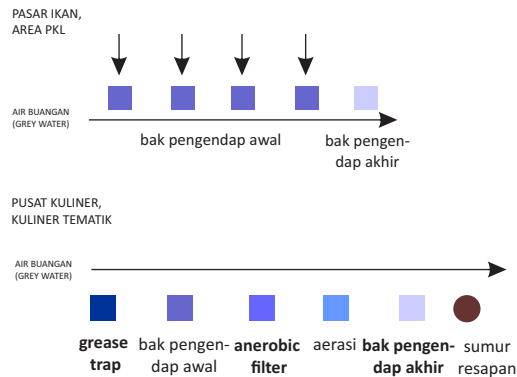 PASAR IKAN,
AREA PKL
AIR BUANGAN
(GREY WATER)
bak pengendap awal
bak pengen-
dap akhir
PUSAT KULINER,
KULINER TEMATIK
AIR BUANGAN
(GREY WATER)
grease
trap
bak pengen-
dap awal
anerobic
filter
aerasi
bak pengen-
dap akhir
sumur
resapan